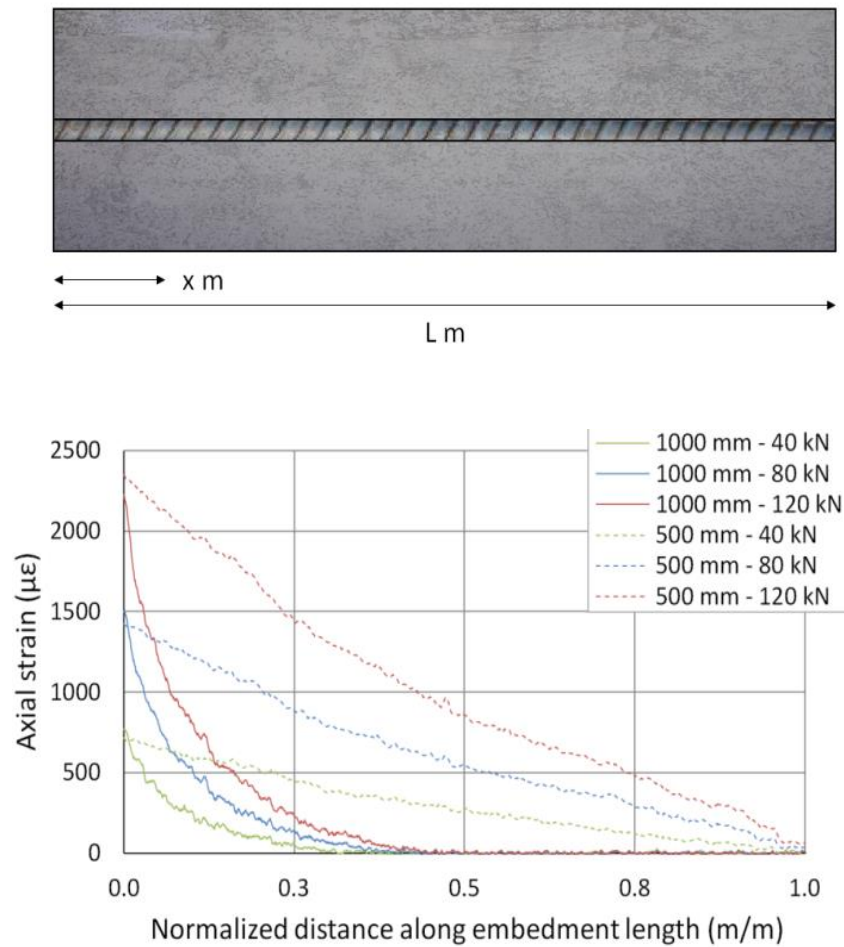 x m
L m
1000 mm - 40 kN
1000 mm - 80 kN
1000 mm - 120 kN
500 mm - 40 kN
500 mm - 80 kN
500 mm - 120 kN
2500
2000
1500
1000
500
0
Axial strain (με)
0.0 0.3 0.5 0.8 1.0
Normalized distance along embedment length (m/m)